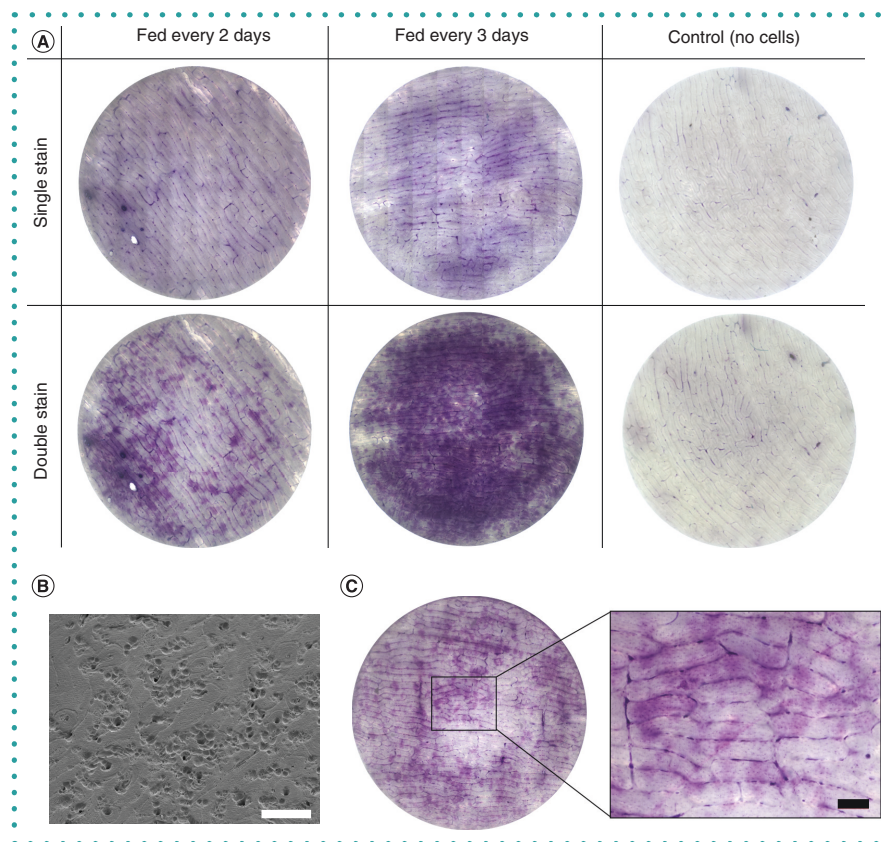 A
Fed every 2 days
Fed every 3 days
Control (no cells)
Single stain
Double stain
B
C